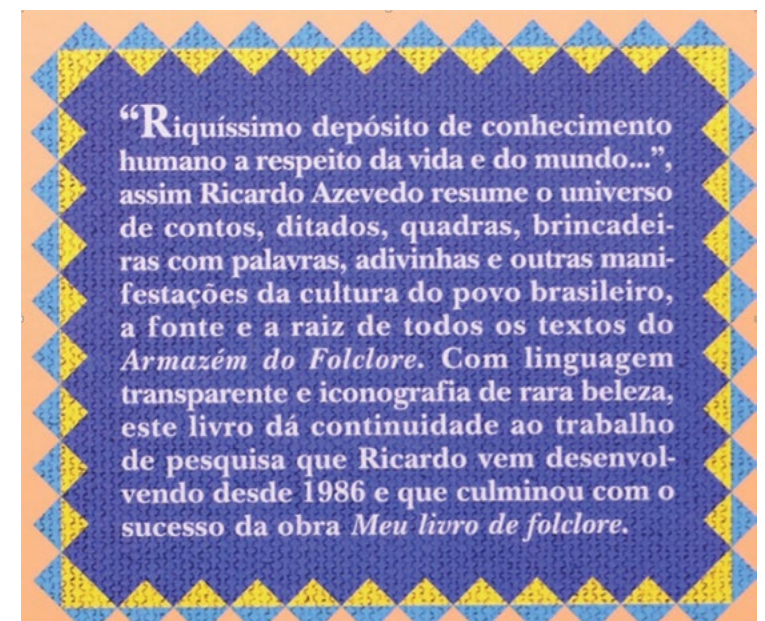 “Riquíssimo depósito de conhecimento
humano a respeito da vida e do mundo...”,
assim Ricardo Azevedo resume o universo
de contos, ditados, quadras, brincadei-
ras com palavras, adivinhas e outras mani-
festações da cultura do povo brasileiro,
a fonte e a raiz de todos os textos do
Armazém do Folclore. Com linguagem
transparente e iconografia de rara beleza,
este livro dá continuidade ao trabalho
de pesquisa que Ricardo vem desenvol-
vendo desde 1986 e que culminou com o
sucesso da obra Meu livro de folclore.